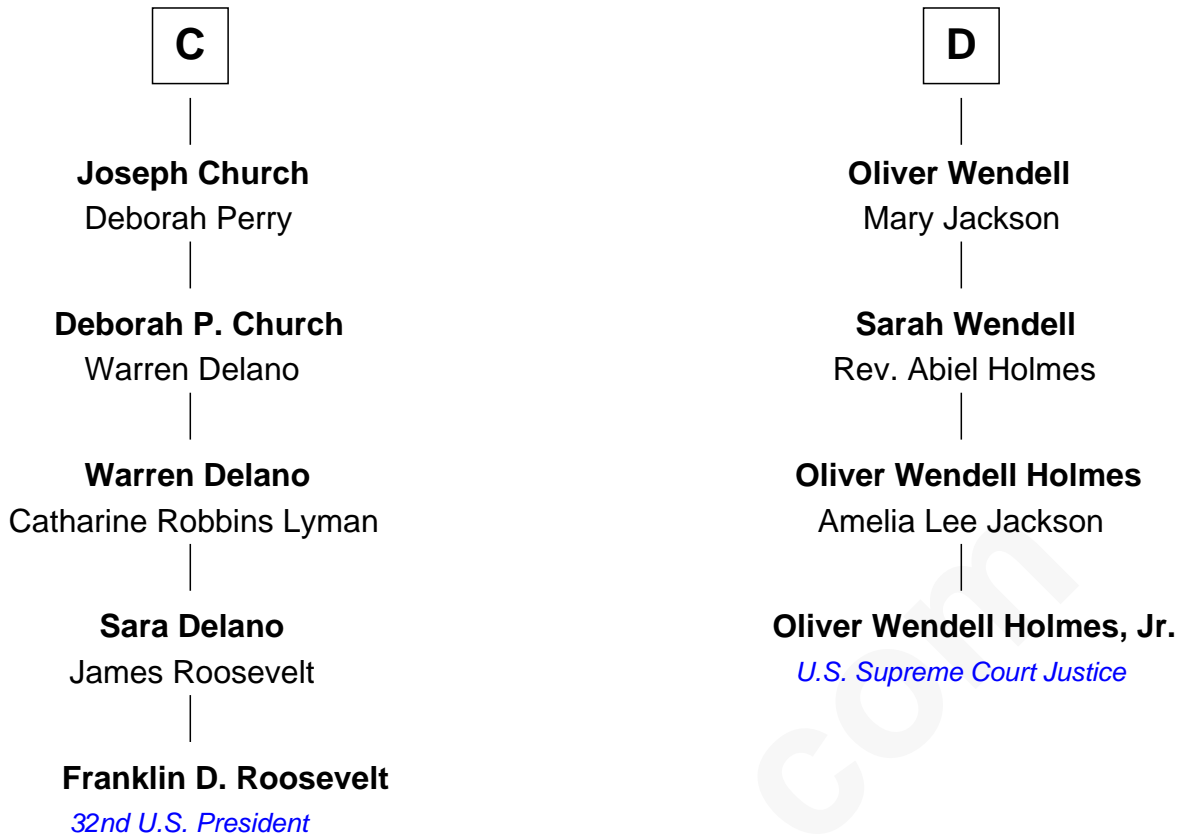 C
Joseph Church
Deborah Perry
Deborah P. Church
Warren Delano
Warren Delano
Catharine Robbins Lyman
Sara Delano
James Roosevelt
Franklin D. Roosevelt
32nd U.S. President
D
Oliver Wendell
Mary Jackson
Sarah Wendell
Rev. Abiel Holmes
Oliver Wendell Holmes
Amelia Lee Jackson
Oliver Wendell Holmes, Jr.
U.S. Supreme Court Justice
com